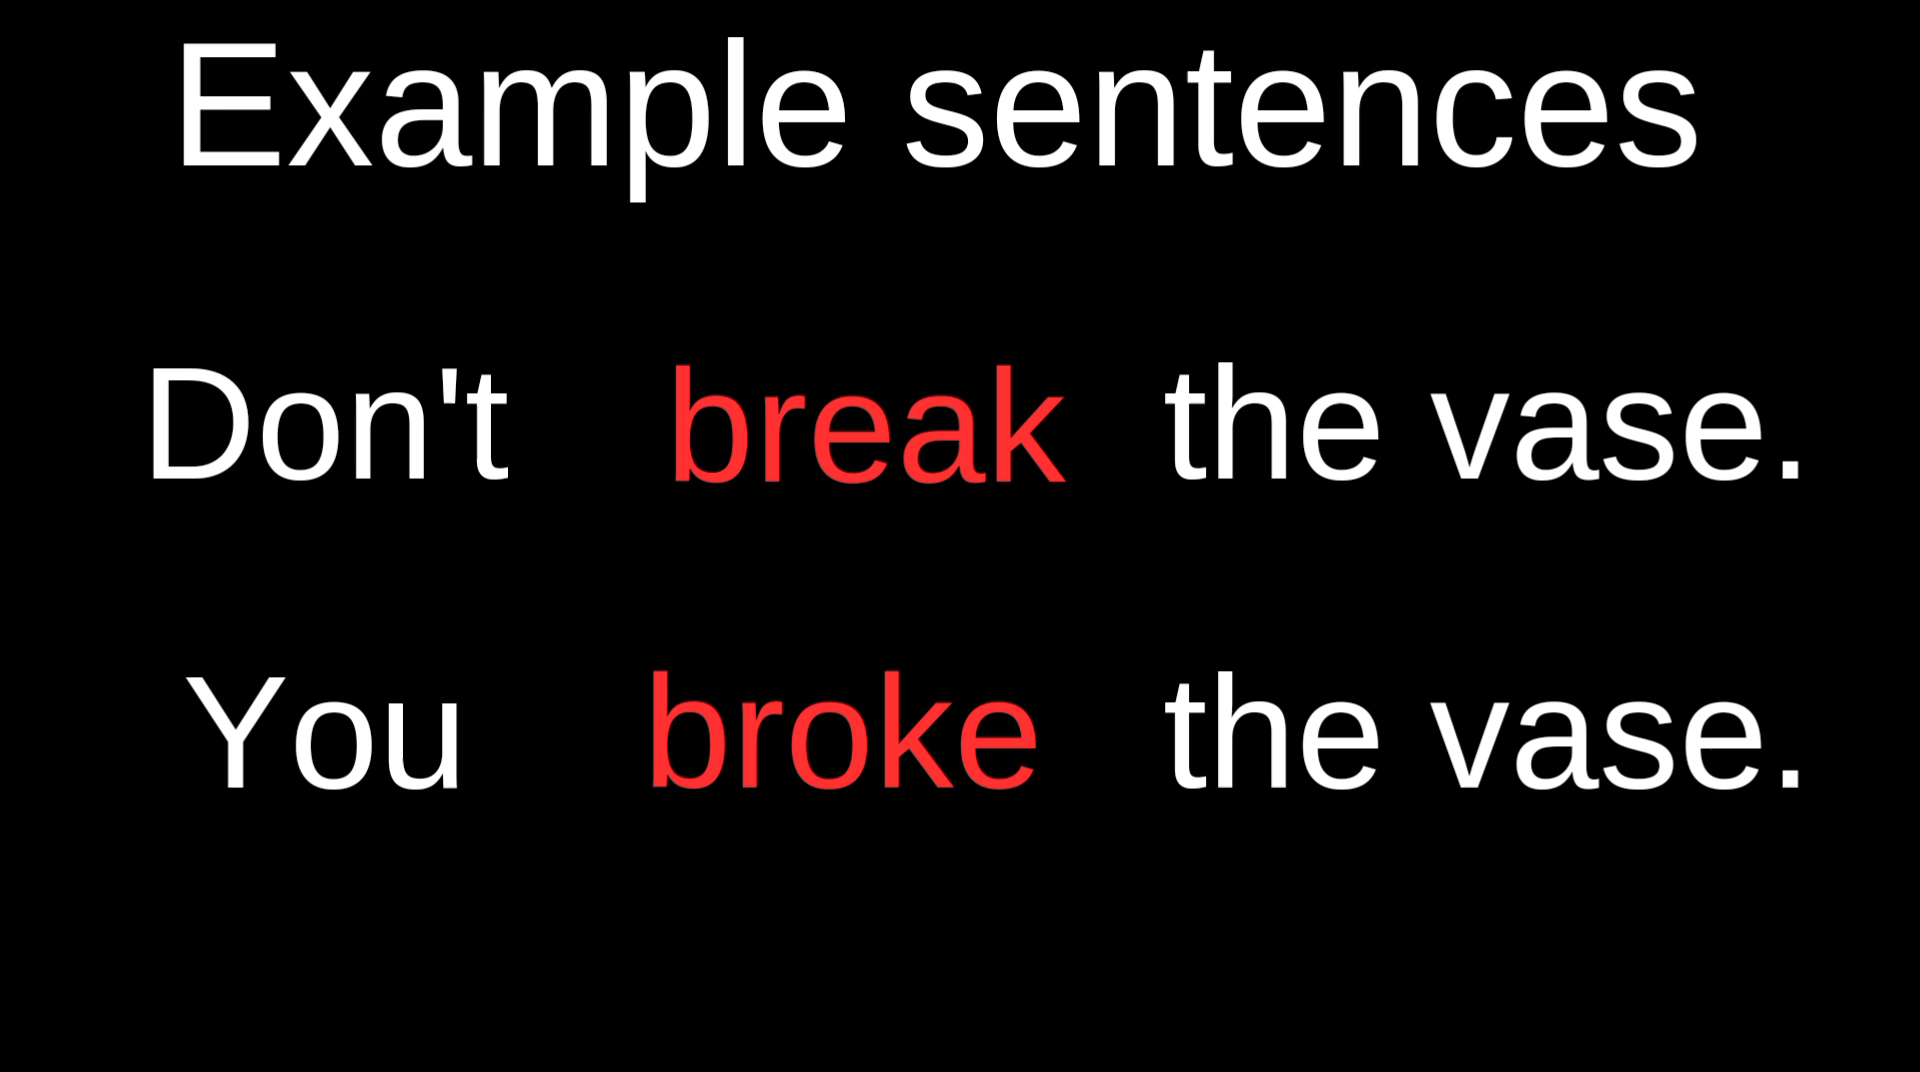 Example sentences
Don't break the vase.
You broke the vase.